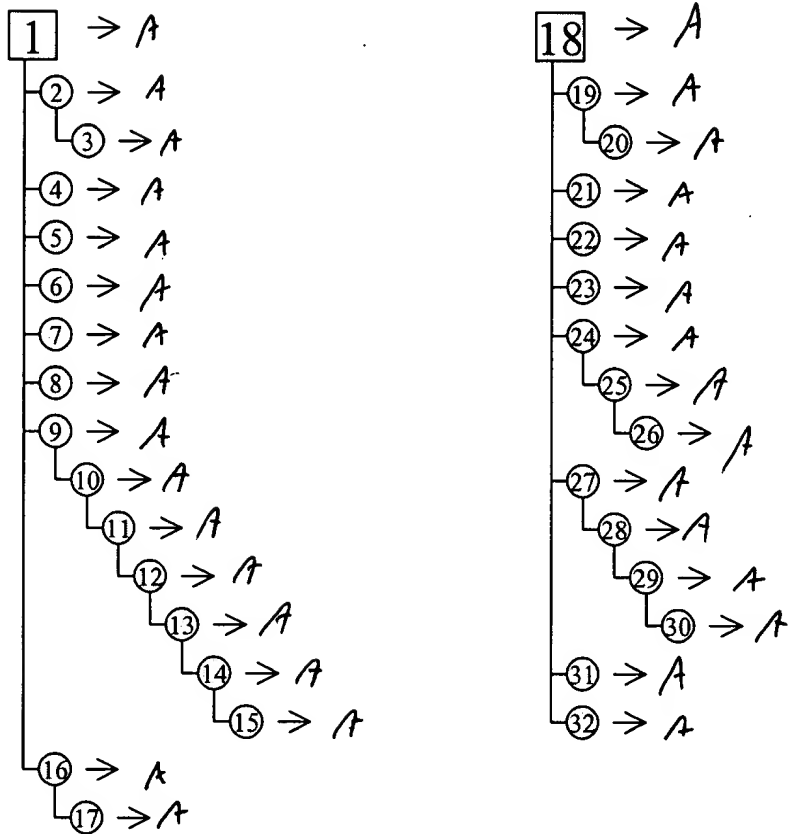 1 → A
2 → A
3 → A
4 → A
5 → A
6 → A
7 → A
8 → A
9 → A
10 → A
11 → A
12 → A
13 → A
14 → A
15 → A
16 → A
17 → A
18 → A
19 → A
20 → A
21 → A
22 → A
23 → A
24 → A
25 → A
26 → A
27 → A
28 → A
29 → A
30 → A
31 → A
32 → A